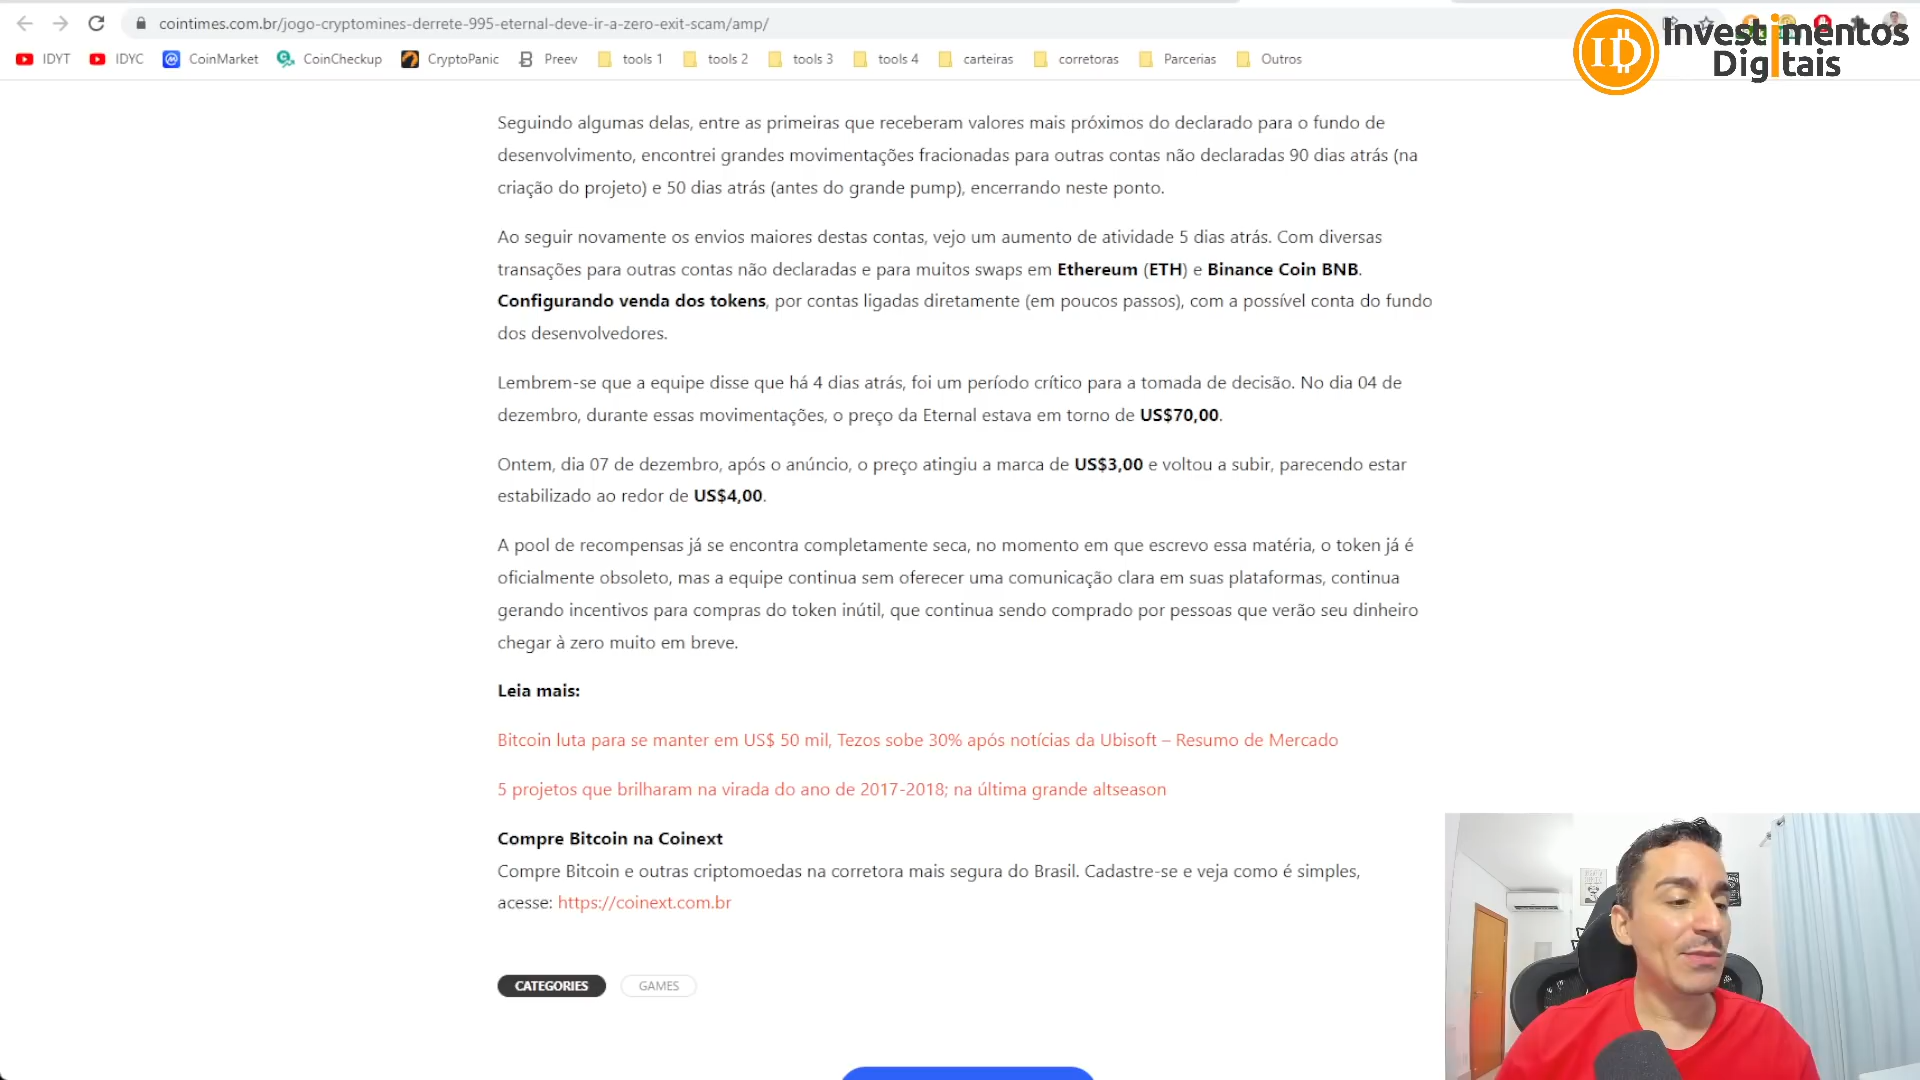 cointimes.com.br/jogo-cryptomines-derrete-995-eternal-deve-ir-a-zero-exit-scam/amp/
IDYT IDYC CoinMarket CoinCheckup CryptoPanic Preev tools 1 tools 2 tools 3 tools 4 carteiras corretoras Parcerias Outros
Investimentos
Digitais
Seguindo algumas delas, entre as primeiras que receberam valores mais próximos do declarado para o fundo de
desenvolvimento, encontrei grandes movimentações fracionadas para outras contas não declaradas 90 dias atrás (na
criação do projeto) e 50 dias atrás (antes do grande pump), encerrando neste ponto.
Ao seguir novamente os envios maiores destas contas, vejo um aumento de atividade 5 dias atrás. Com diversas
transações para outras contas não declaradas e para muitos swaps em Ethereum (ETH) e Binance Coin BNB.
Configurando venda dos tokens, por contas ligadas diretamente (em poucos passos), com a possível conta do fundo
dos desenvolvedores.
Lembrem-se que a equipe disse que há 4 dias atrás, foi um período crítico para a tomada de decisão. No dia 04 de
dezembro, durante essas movimentações, o preço da Eternal estava em torno de US$70,00.
Ontem, dia 07 de dezembro, após o anúncio, o preço atingiu a marca de US$3,00 e voltou a subir, parecendo estar
estabilizado ao redor de US$4,00.
A pool de recompensas já se encontra completamente seca, no momento em que escrevo essa matéria, o token já é
oficialmente obsoleto, mas a equipe continua sem oferecer uma comunicação clara em suas plataformas, continua
gerando incentivos para compras do token inútil, que continua sendo comprado por pessoas que verão seu dinheiro
chegar à zero muito em breve.
Leia mais:
Bitcoin luta para se manter em US$ 50 mil, Tezos sobe 30% após notícias da Ubisoft – Resumo de Mercado
5 projetos que brilharam na virada do ano de 2017-2018; na última grande altseason
Compre Bitcoin na Coinext
Compre Bitcoin e outras criptomoedas na corretora mais segura do Brasil. Cadastre-se e veja como é simples,
acesse: https://coinext.com.br
CATEGORIES GAMES